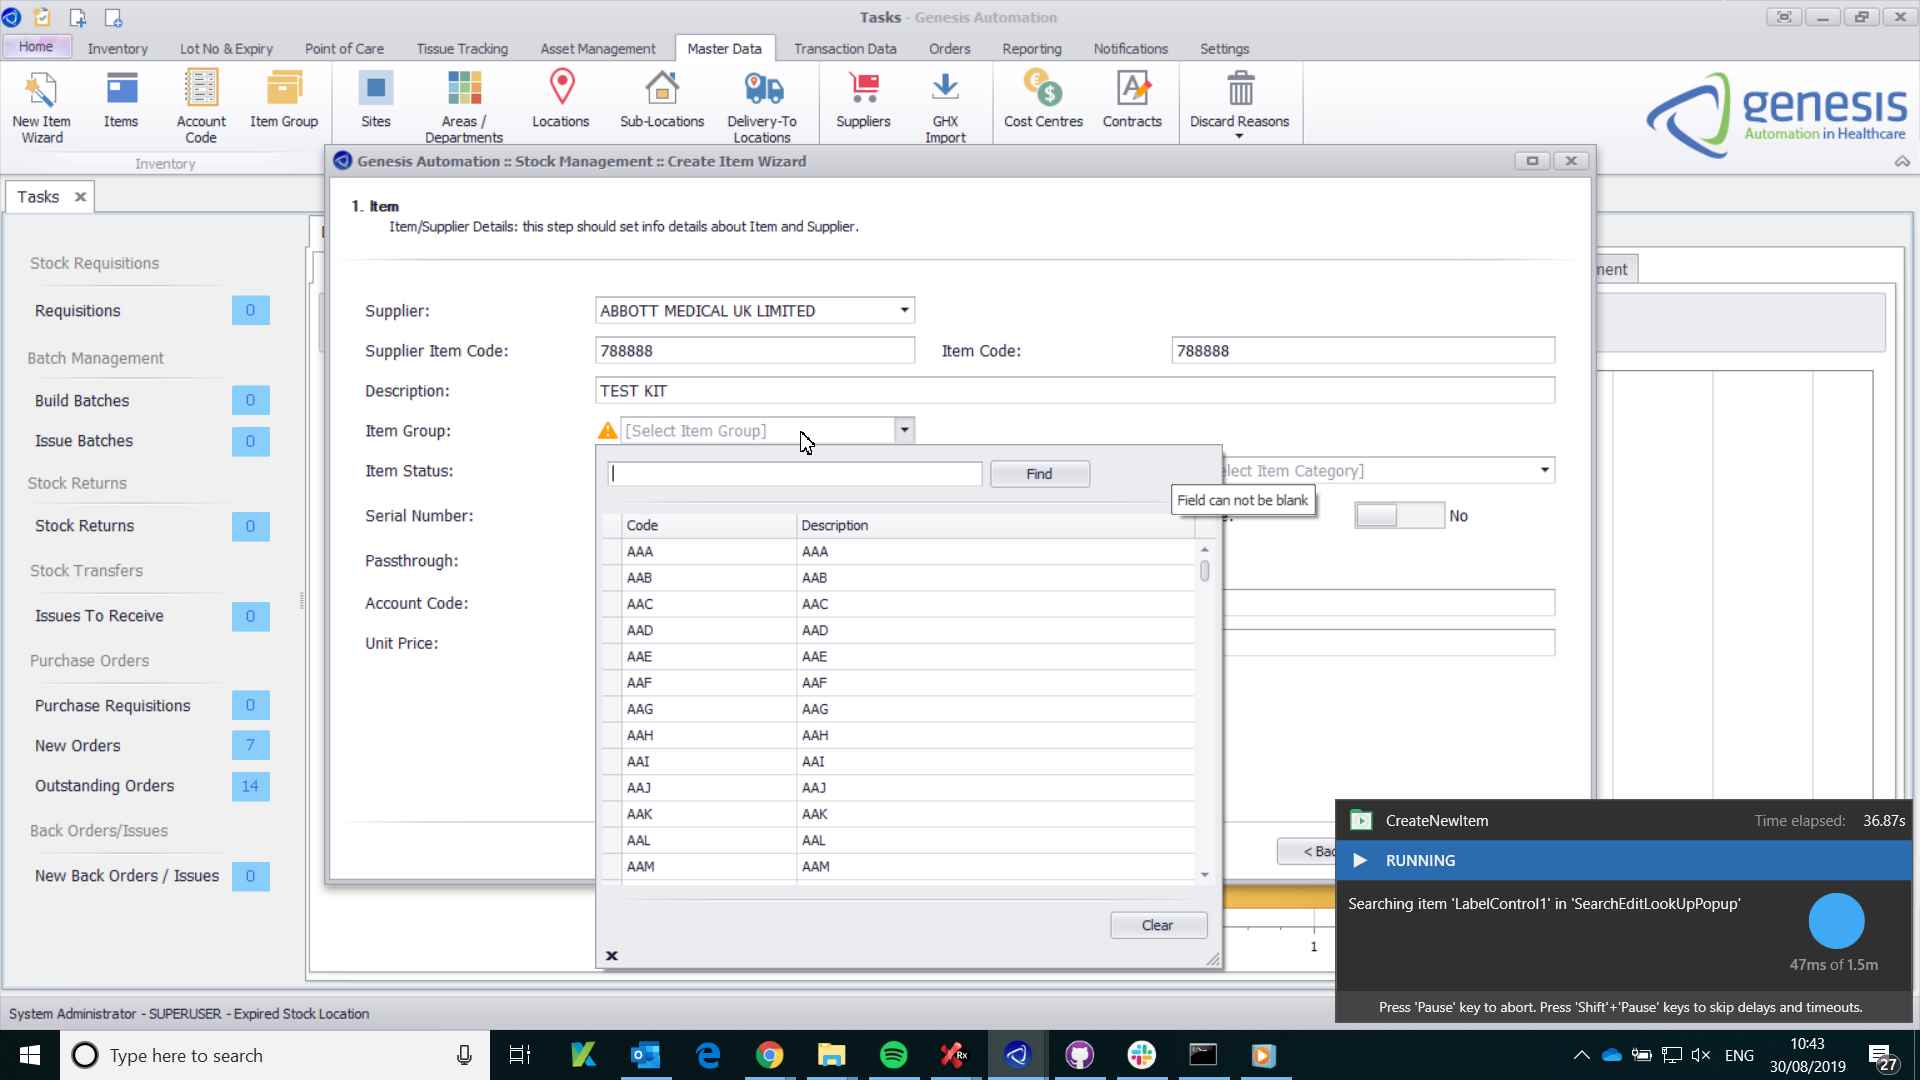 Tasks - Genesis Automation
Home
Inventory
Lot No & Expiry
Point of Care
Tissue Tracking
Asset Management
Master Data
Transaction Data
Orders
Reporting
Notifications
Settings
New Item Wizard
Items
Account Code
Item Group
Sites
Areas / Departments
Locations
Sub-Locations
Delivery-To Locations
Suppliers
GHX Import
Cost Centres
Contracts
Discard Reasons
Inventory
genesis
Automation in Healthcare
Tasks
Genesis Automation :: Stock Management :: Create Item Wizard
1. Item
Item/Supplier Details: this step should set info details about Item and Supplier.
Stock Requisitions
Requisitions 0
Batch Management
Build Batches 0
Issue Batches 0
Stock Returns
Stock Returns 0
Stock Transfers
Issues To Receive 0
Purchase Orders
Purchase Requisitions 0
New Orders 7
Outstanding Orders 14
Back Orders/Issues
New Back Orders / Issues 0
Supplier: ABBOTT MEDICAL UK LIMITED
Supplier Item Code: 788888 Item Code: 788888
Description: TEST KIT
Item Group: [Select Item Group]
Item Status: elect Item Category]
Serial Number: No
Passthrough:
Account Code:
Unit Price:
Find
Field can not be blank
Code Description
AAA AAA
AAB AAB
AAC AAC
AAD AAD
AAE AAE
AAF AAF
AAG AAG
AAH AAH
AAI AAI
AAJ AAJ
AAK AAK
AAL AAL
AAM AAM
Clear
< Bac
ment
1
CreateNewItem Time elapsed: 36.87s
RUNNING
Searching item 'LabelControl1' in 'SearchEditLookUpPopup'
47ms of 1.5m
Press 'Pause' key to abort. Press 'Shift'+'Pause' keys to skip delays and timeouts.
System Administrator - SUPERUSER - Expired Stock Location
Type here to search
Rx
ENG
10:43
30/08/2019
27